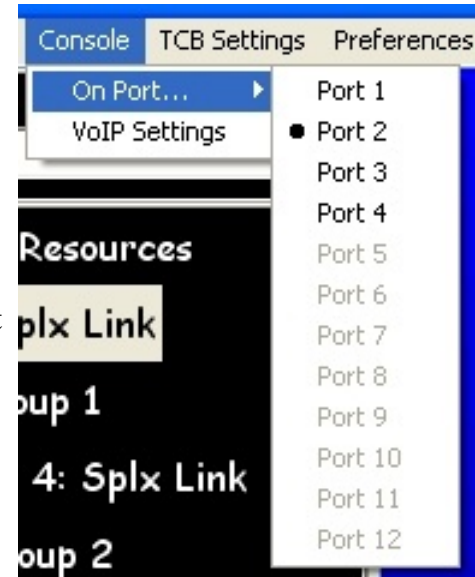 Console TCB Settings Preferences
On Port...
VoIP Settings
Port 1
Port 2
Port 3
Port 4
Port 5
Port 6
Port 7
Port 8
Port 9
Port 10
Port 11
Port 12
Resources
plx Link
oup 1
4: Splx Link
oup 2